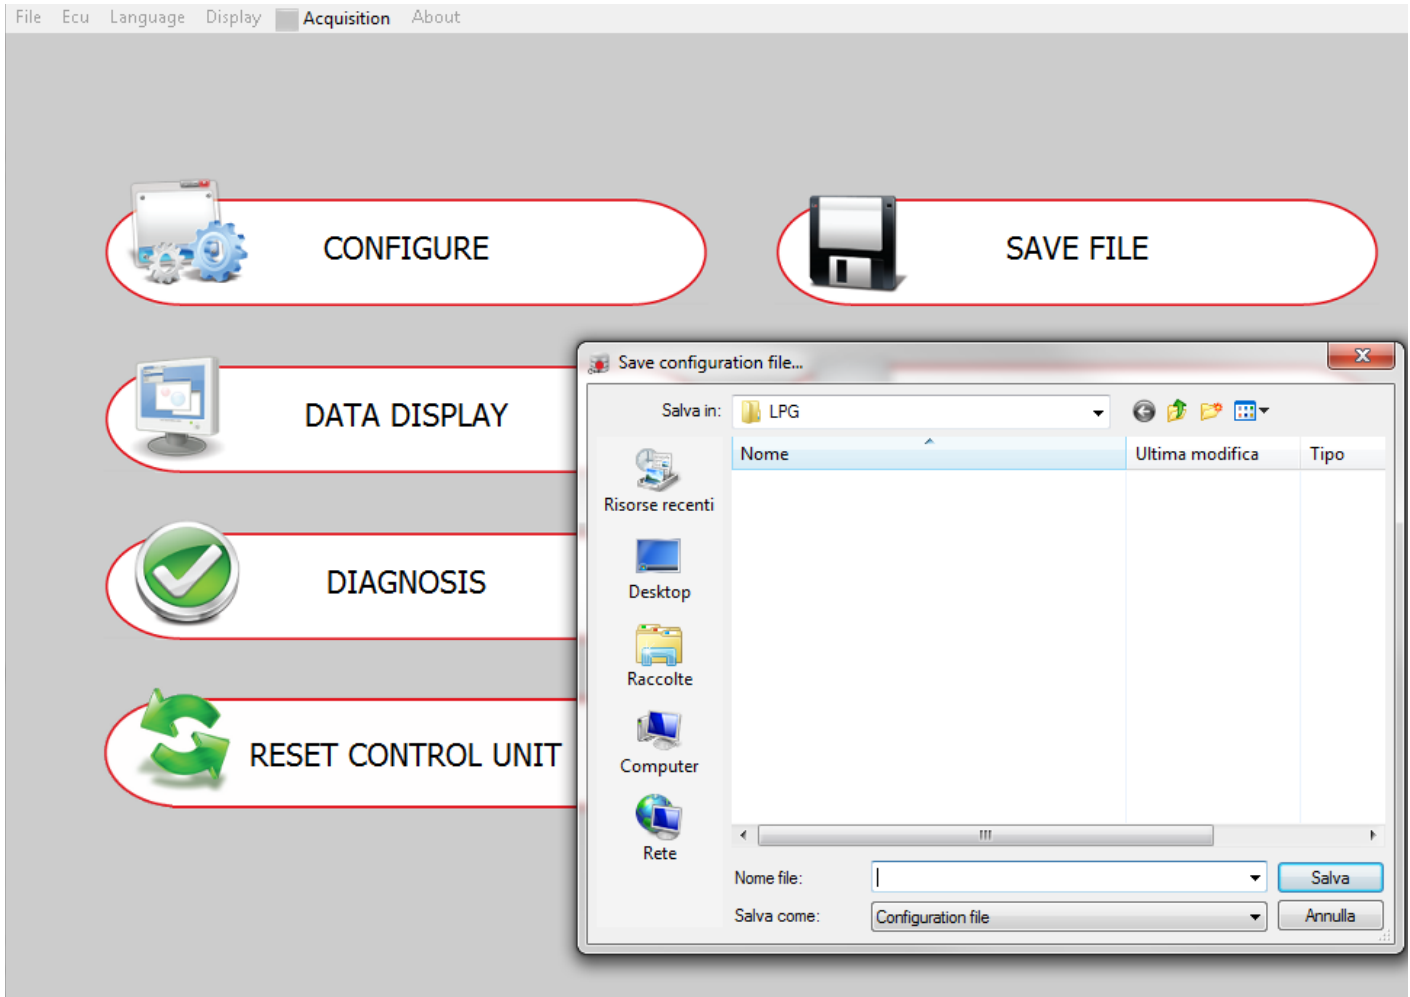 File Ecu Language Display Acquisition About
CONFIGURE
SAVE FILE
DATA DISPLAY
DIAGNOSIS
RESET CONTROL UNIT
Save configuration file...
Salva in: LPG
Nome Ultima modifica Tipo
Risorse recenti
Desktop
Raccolte
Computer
Rete
Nome file: Salva
Salva come: Configuration file Annulla